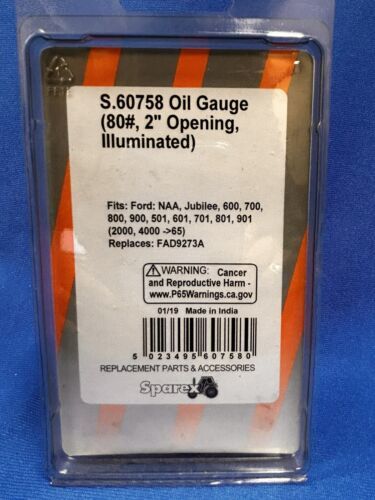 S.60758 Oil Gauge
(80#, 2" Opening,
Illuminated)
Fits: Ford: NAA, Jubilee, 600, 700,
800, 900, 501, 601, 701, 801, 901
(2000, 4000 ->65)
Replaces: FAD9273A
WARNING: Cancer
and Reproductive Harm -
www.P65Warnings.ca.gov
01/19 Made in India
5 023495 607580
REPLACEMENT PARTS & ACCESSORIES
Sparex